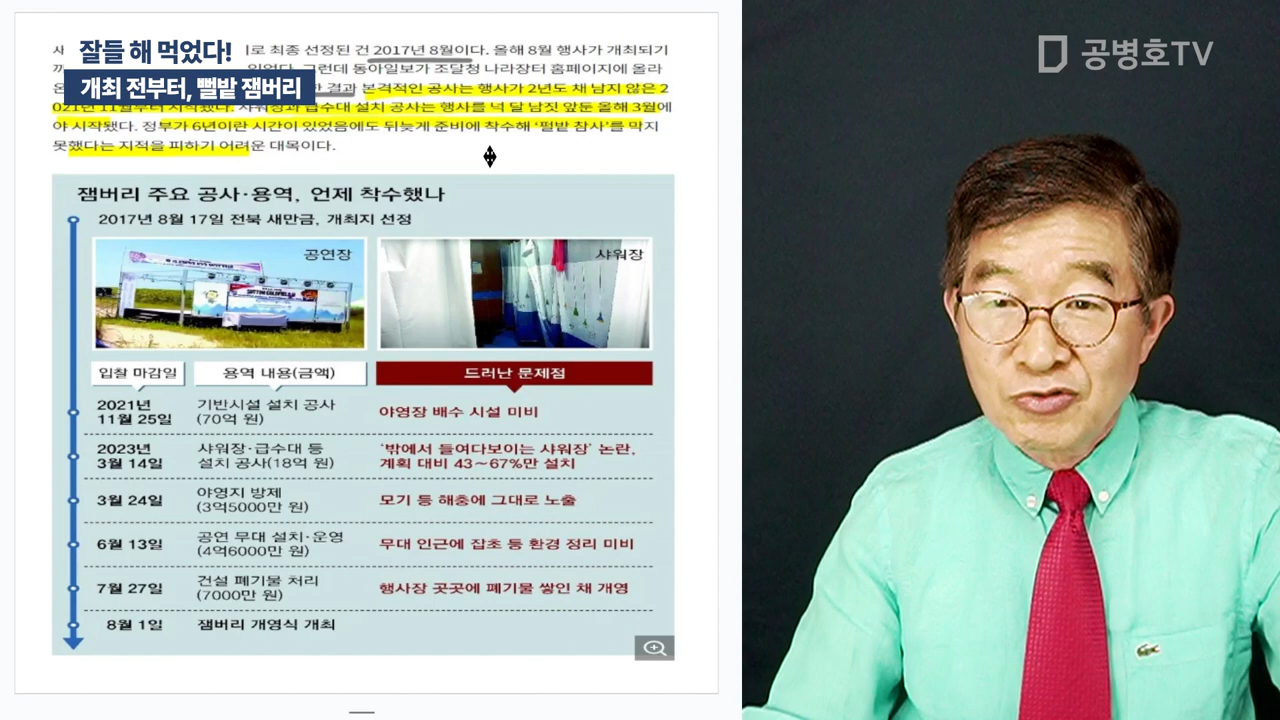 잘들 해 먹었다!
개최 전부터, 뻘밭 잼버리
공병호TV
로 최종 선정된 건 2017년 8월이다. 올해 8월 행사가 개최되기
그런데 동아일보가 조달청 나라장터 홈페이지에 올라
결과 본격적인 공사는 행사가 2년도 채 남지 않은 2
021년 11월부터 시작됐다. 샤워장과 급수대 설치 공사는 행사를 넉 달 남짓 앞둔 올해 3월에
야 시작됐다. 정부가 6년이란 시간이 있었음에도 뒤늦게 준비에 착수해 ‘펄밭 참사’를 막지
못했다는 지적을 피하기 어려운 대목이다.
잼버리 주요 공사·용역, 언제 착수했나
2017년 8월 17일 전북 새만금, 개최지 선정
공연장
샤워장
입찰 마감일 용역 내용(금액) 드러난 문제점
2021년 11월 25일 기반시설 설치 공사 (70억 원) 야영장 배수 시설 미비
2023년 3월 14일 샤워장·급수대 등 설치 공사(18억 원) ‘밖에서 들여다보이는 샤워장’ 논란, 계획 대비 43~67%만 설치
3월 24일 야영지 방제 (3억5000만 원) 모기 등 해충에 그대로 노출
6월 13일 공연 무대 설치·운영 (4억6000만 원) 무대 인근에 잡초 등 환경 정리 미비
7월 27일 건설 폐기물 처리 (7000만 원) 행사장 곳곳에 폐기물 쌓인 채 개영
8월 1일 잼버리 개영식 개최